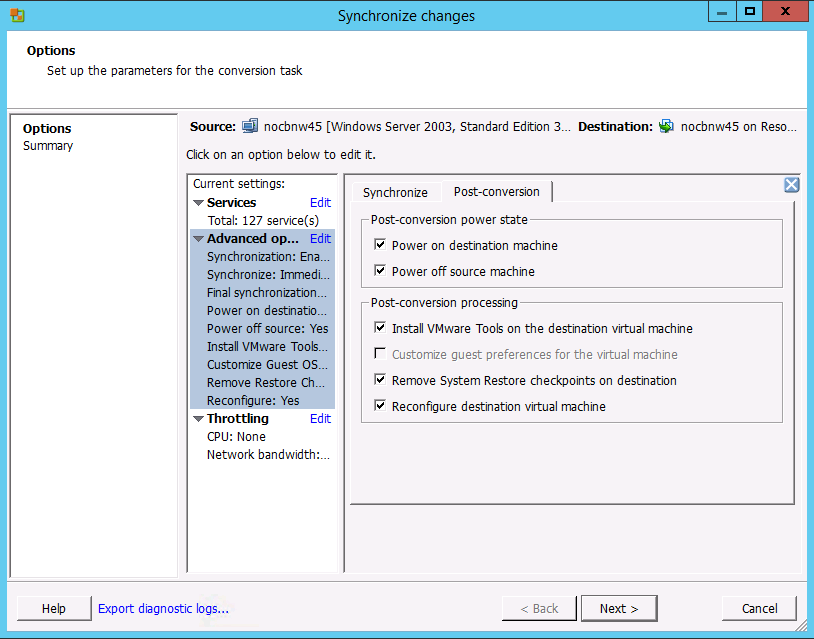 Synchronize changes
Options
Set up the parameters for the conversion task
Options
Summary
Source: nocbnw45 [Windows Server 2003, Standard Edition 3... Destination: nocbnw45 on Reso...
Click on an option below to edit it.
Current settings:
Services Edit
Total: 127 service(s)
Advanced op... Edit
Synchronization: Ena...
Synchronize: Immedi...
Final synchronization...
Power on destinatio...
Power off source: Yes
Install VMware Tools...
Customize Guest OS...
Remove Restore Ch...
Reconfigure: Yes
Throttling Edit
CPU: None
Network bandwidth:...
Synchronize Post-conversion
Post-conversion power state
Power on destination machine
Power off source machine
Post-conversion processing
Install VMware Tools on the destination virtual machine
Customize guest preferences for the virtual machine
Remove System Restore checkpoints on destination
Reconfigure destination virtual machine
Help Export diagnostic logs... < Back Next > Cancel